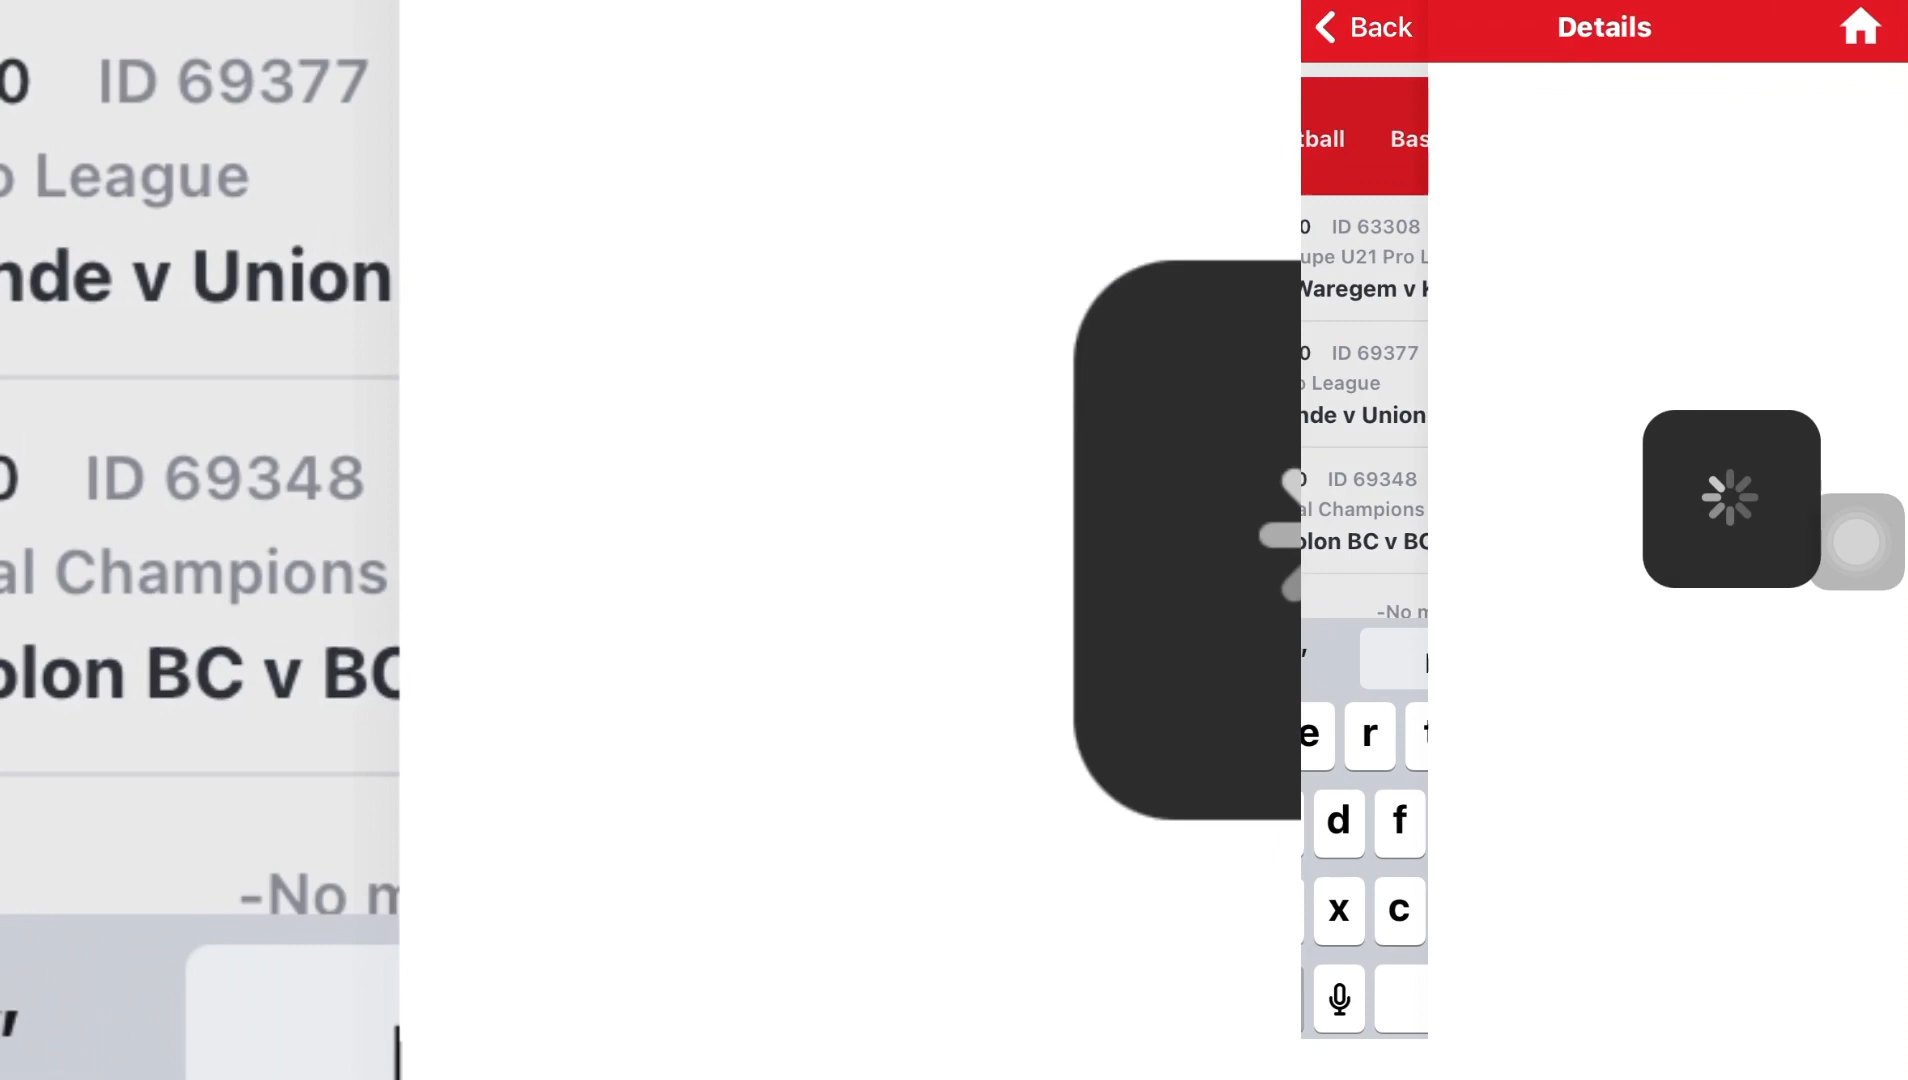 0 ID 69377
o League
nde v Union
0 ID 69348
al Champions
olon BC v BC
-No m
Back Details
tball Bas
0 ID 63308
upe U21 Pro L
Waregem v K
0 ID 69377
o League
nde v Union
0 ID 69348
al Champions
olon BC v BC
-No m
e r t
d f
x c